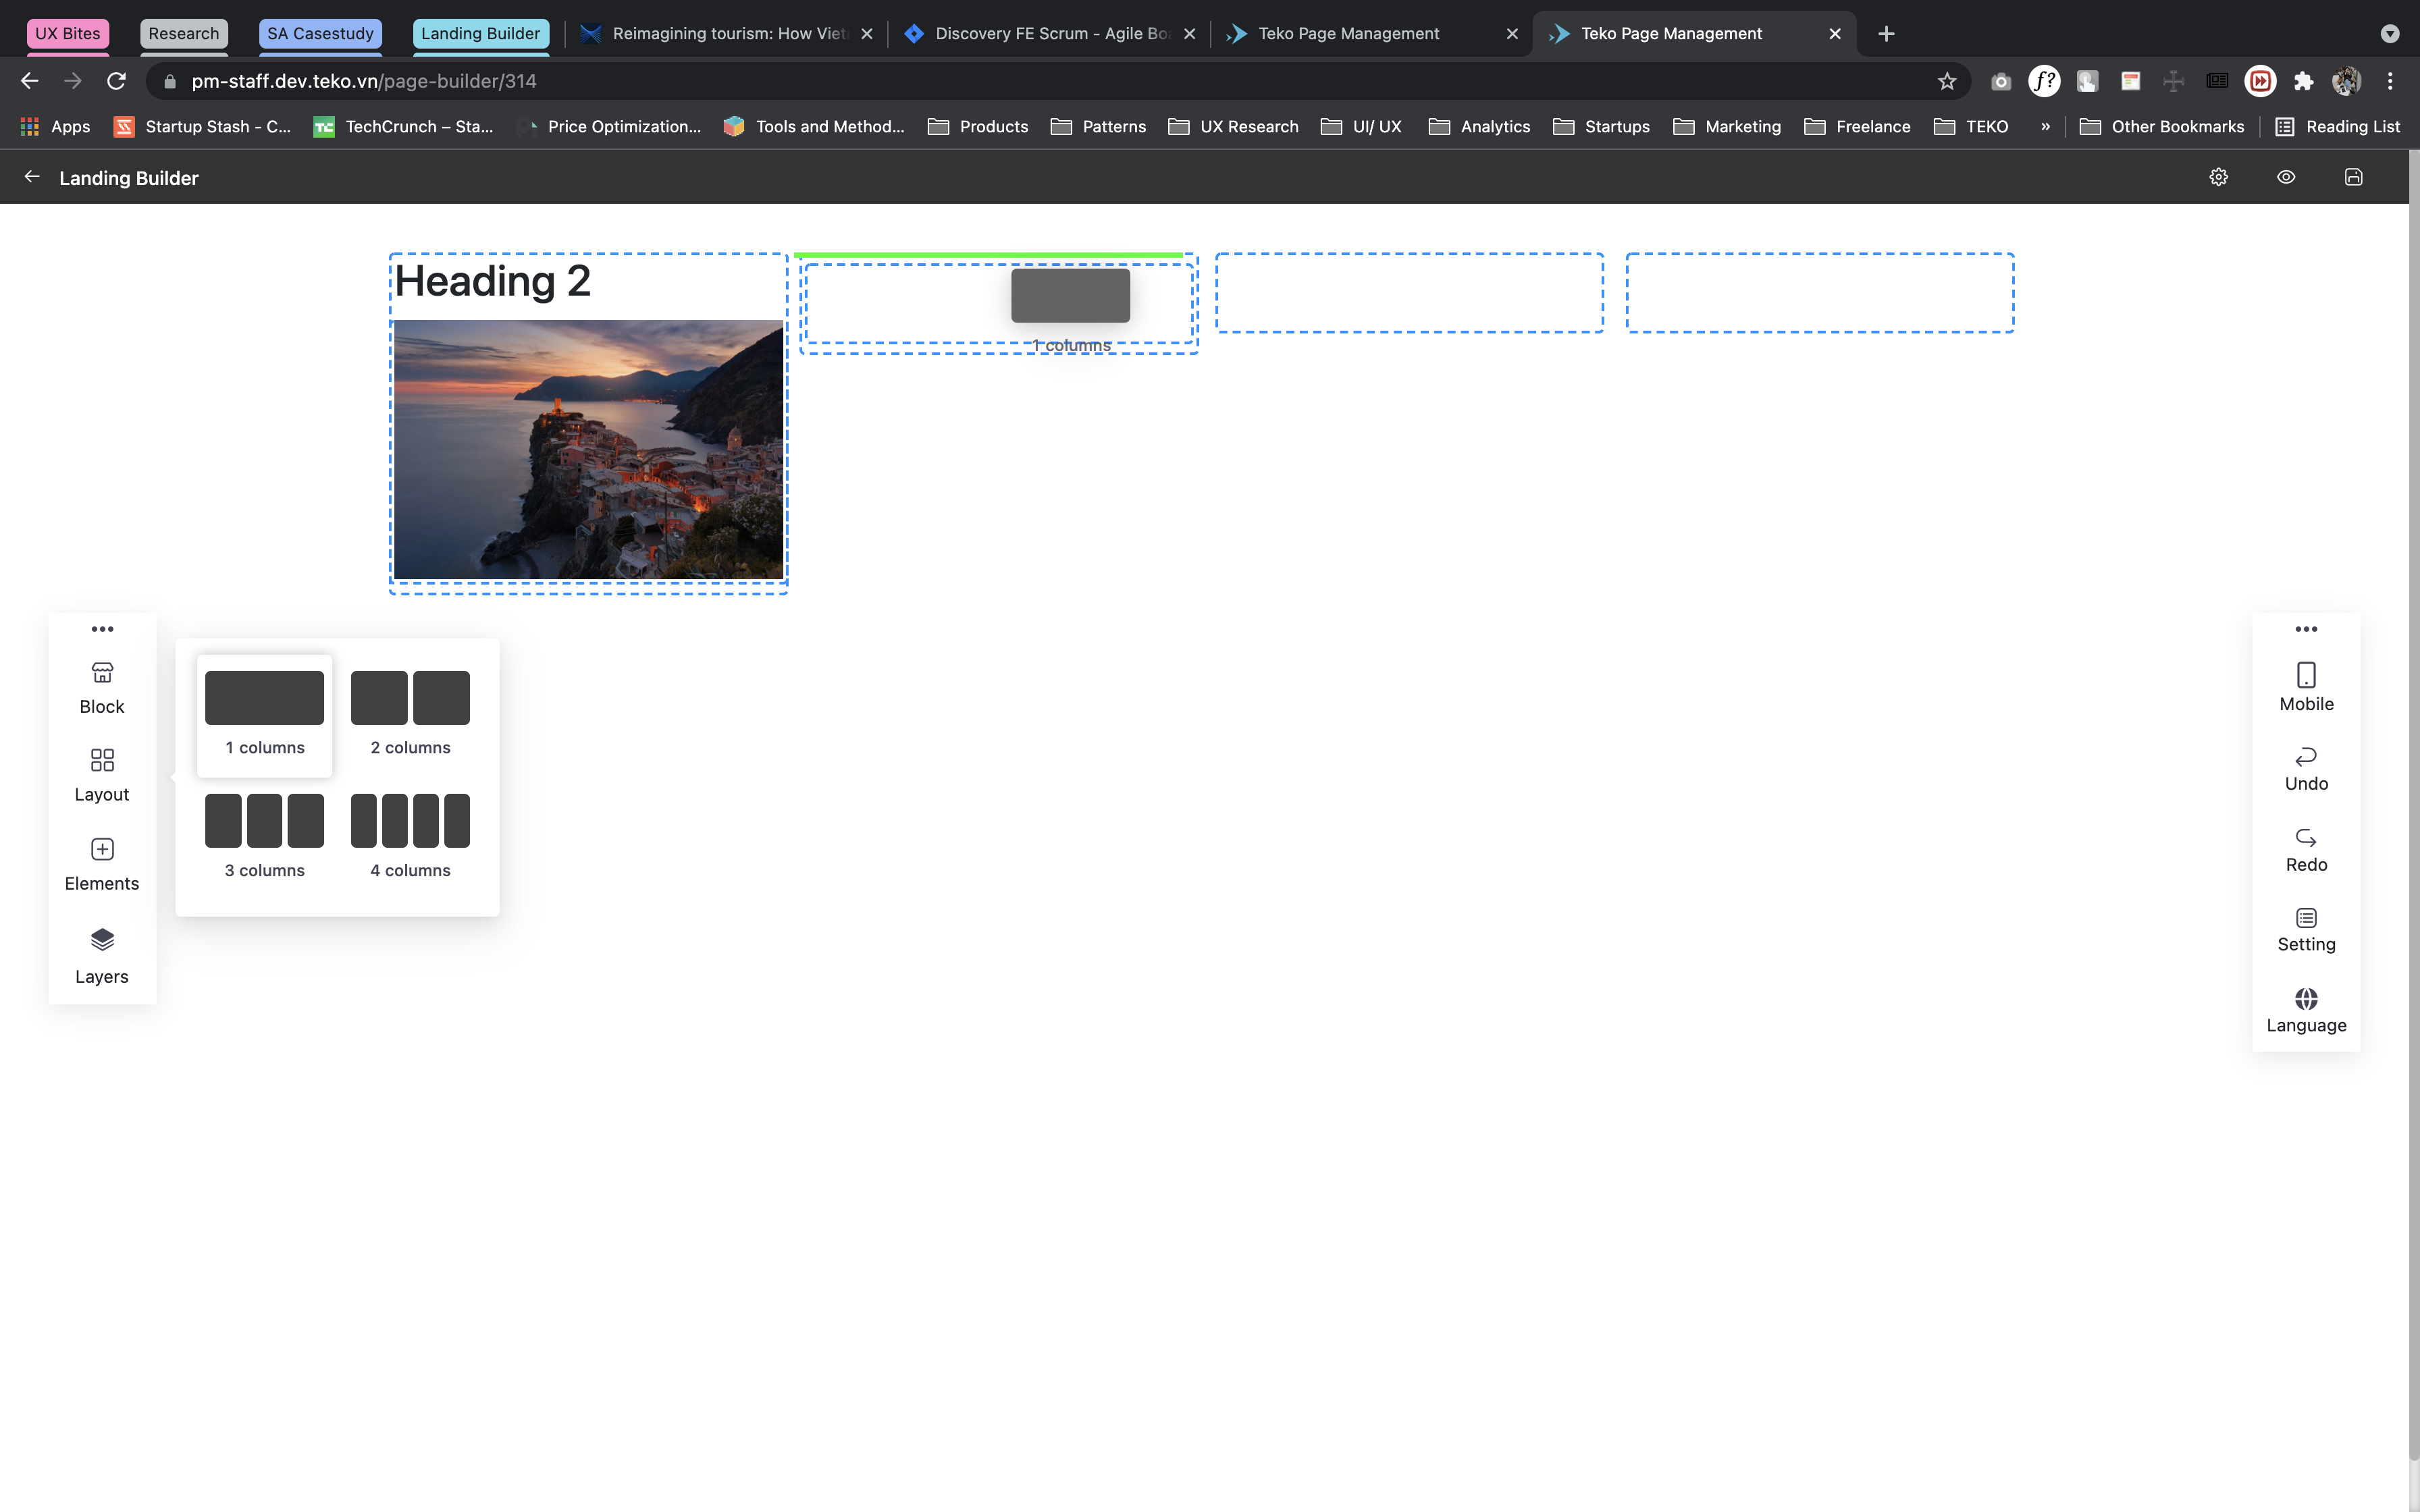 UX Bites Research SA Casestudy Landing Builder Reimagining tourism: How Viet Discovery FE Scrum - Agile Boa Teko Page Management Teko Page Management
pm-staff.dev.teko.vn/page-builder/314 f?
Apps Startup Stash - C... TechCrunch – Sta... Price Optimization... Tools and Method... Products Patterns UX Research UI/ UX Analytics Startups Marketing Freelance TEKO » Other Bookmarks Reading List
Landing Builder
Heading 2
1 columns
Block
Layout
Elements
Layers
1 columns 2 columns
3 columns 4 columns
Mobile
Undo
Redo
Setting
Language